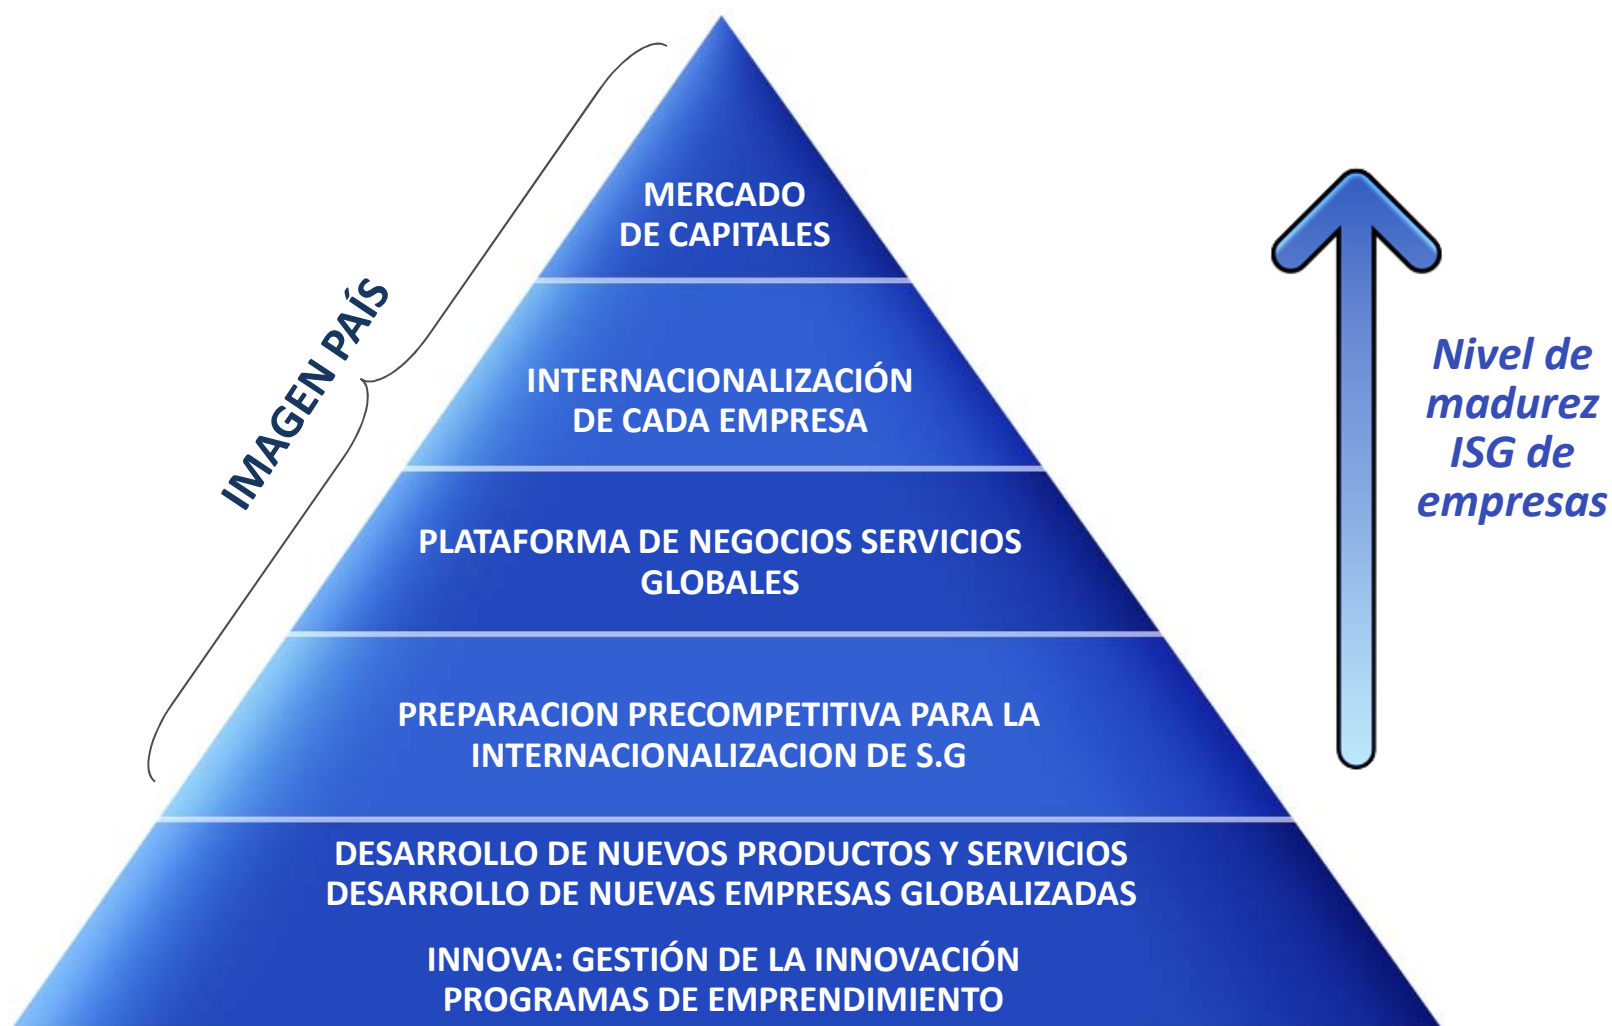 MERCADO
DE CAPITALES
IMAGEN PAÍS
INTERNACIONALIZACIÓN
DE CADA EMPRESA
Nivel de
madurez
ISG de
empresas
PLATAFORMA DE NEGOCIOS SERVICIOS
GLOBALES
PREPARACION PRECOMPETITIVA PARA LA
INTERNACIONALIZACION DE S.G
DESARROLLO DE NUEVOS PRODUCTOS Y SERVICIOS
DESARROLLO DE NUEVAS EMPRESAS GLOBALIZADAS
INNOVA: GESTIÓN DE LA INNOVACIÓN
PROGRAMAS DE EMPRENDIMIENTO